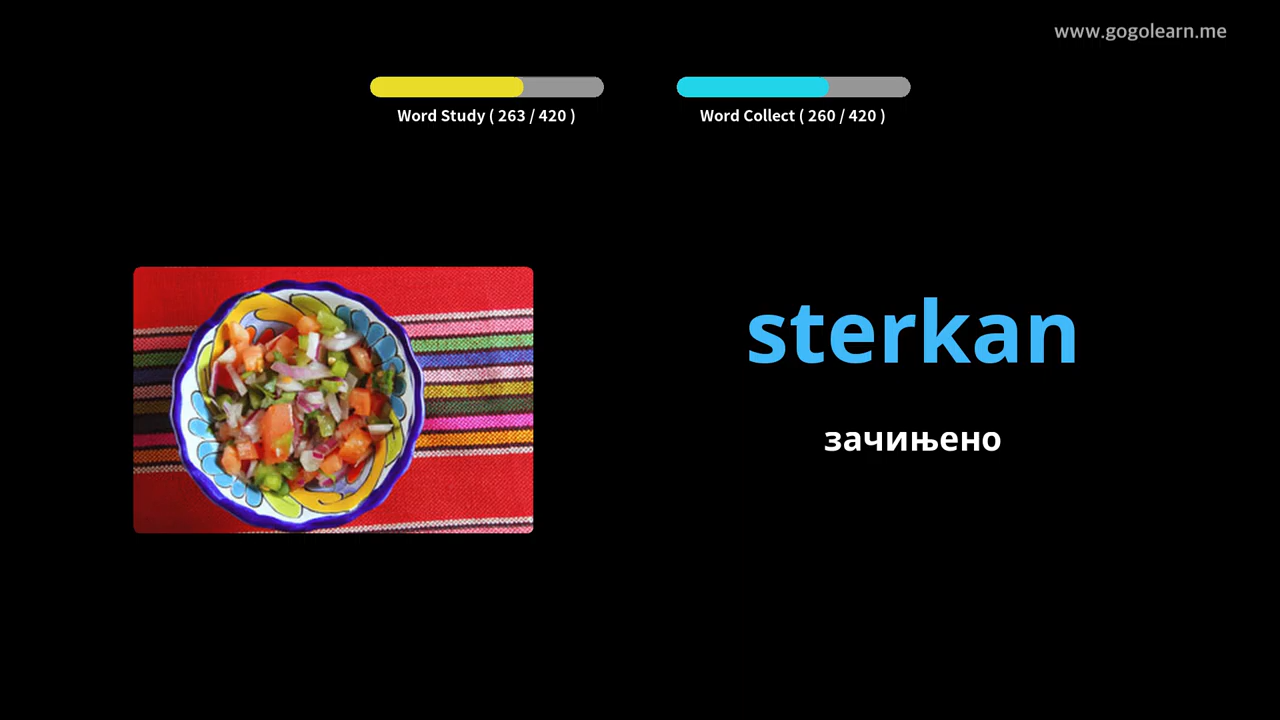 www.gogolearn.me
Word Study ( 263 / 420 )
Word Collect ( 260 / 420 )
sterkan
зачињено